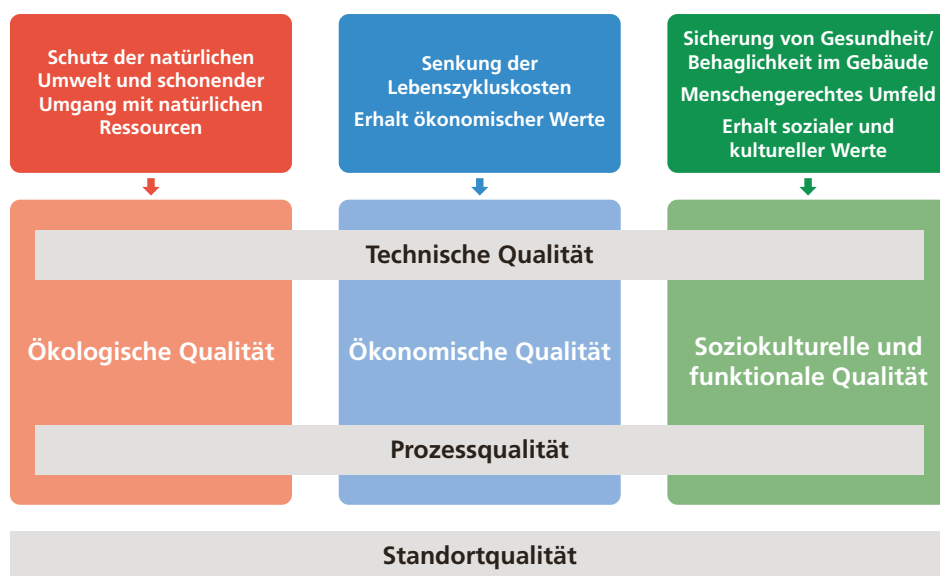 Schutz der natürlichen
Umwelt und schonender
Umgang mit natürlichen
Ressourcen
Senkung der
Lebenszykluskosten
Erhalt ökonomischer Werte
Sicherung von Gesundheit/
Behaglichkeit im Gebäude
Menschengerechtes Umfeld
Erhalt sozialer und
kultureller Werte
Technische Qualität
Ökologische Qualität
Ökonomische Qualität
Soziokulturelle und
funktionale Qualität
Prozessqualität
Standortqualität